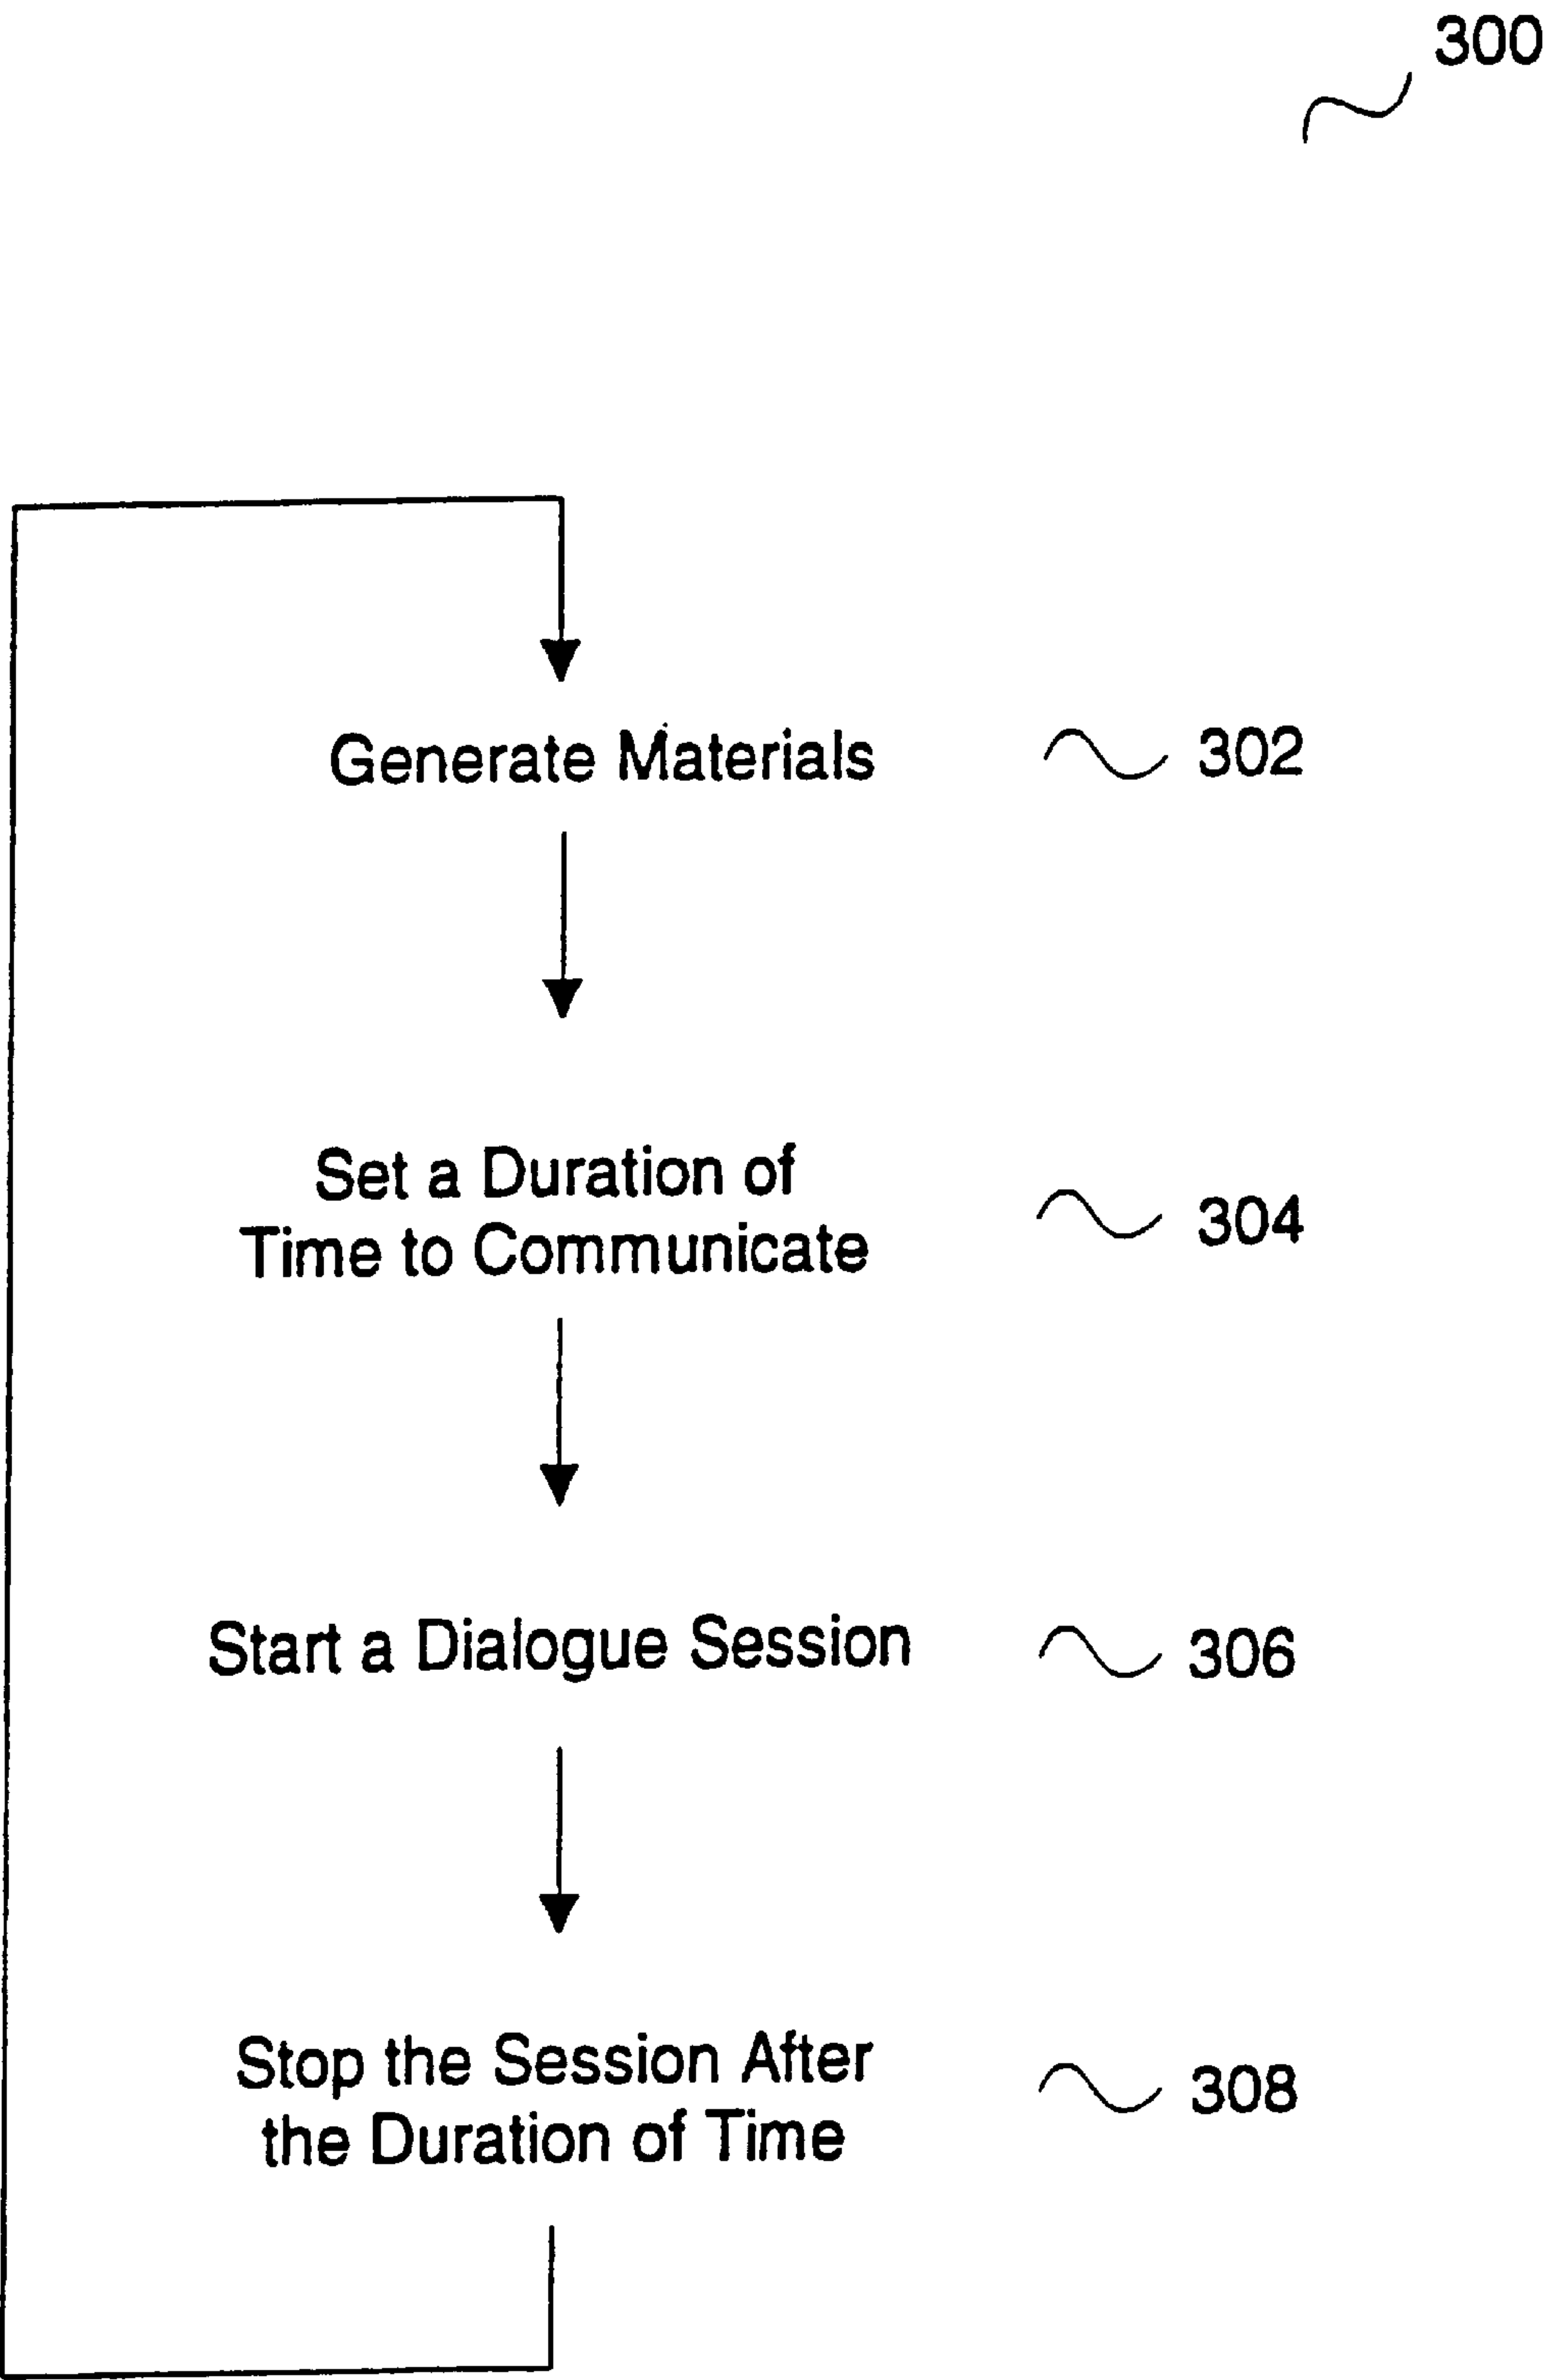 300
Generate Materials
302
Set a Duration of
Time to Communicate
304
Start a Dialogue Session
306
Stop the Session After
the Duration of Time
308